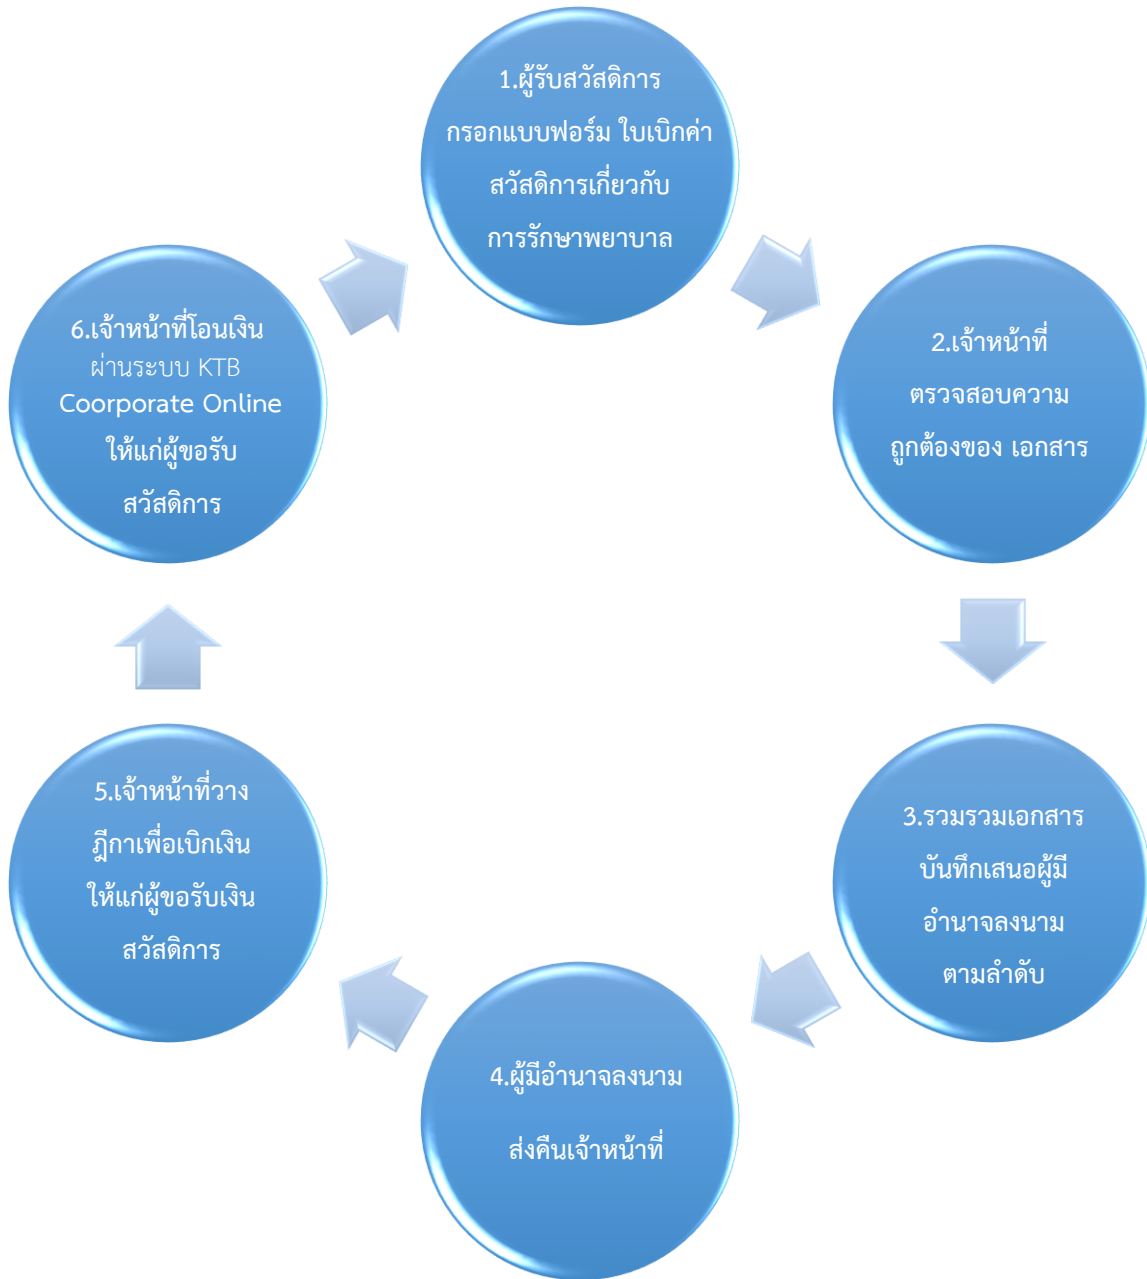 1.ผู้รับสวัสดิการ
กรอกแบบฟอร์ม ใบเบิกค่า
สวัสดิการเกี่ยวกับ
การรักษาพยาบาล
2.เจ้าหน้าที่
ตรวจสอบความ
ถูกต้องของ เอกสาร
3.รวมรวมเอกสาร
บันทึกเสนอผู้มี
อำนาจลงนาม
ตามลำดับ
4.ผู้มีอำนาจลงนาม
ส่งคืนเจ้าหน้าที่
5.เจ้าหน้าที่วาง
ฎีกาเพื่อเบิกเงิน
ให้แก่ผู้ขอรับเงิน
สวัสดิการ
6.เจ้าหน้าที่โอนเงิน
ผ่านระบบ KTB
Coorporate Online
ให้แก่ผู้ขอรับ
สวัสดิการ